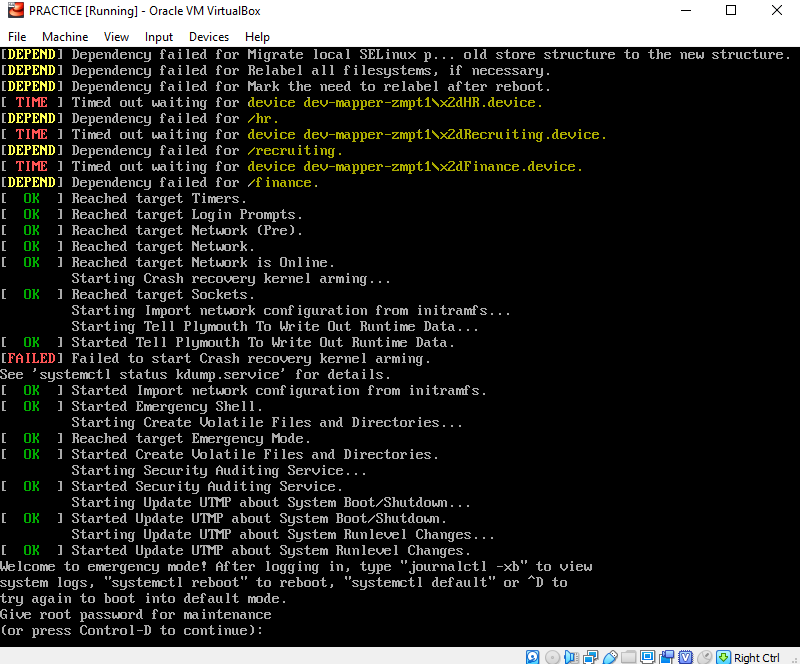 PRACTICE [Running] - Oracle VM VirtualBox
File Machine View Input Devices Help
[DEPEND] Dependency failed for Migrate local SELinux p... old store structure to the new structure.
[DEPEND] Dependency failed for Relabel all filesystems, if necessary.
[DEPEND] Dependency failed for Mark the need to relabel after reboot.
[ TIME ] Timed out waiting for device dev-mapper-zmpt1\x2dHR.device.
[DEPEND] Dependency failed for /hr.
[ TIME ] Timed out waiting for device dev-mapper-zmpt1\x2dRecruiting.device.
[DEPEND] Dependency failed for /recruiting.
[ TIME ] Timed out waiting for device dev-mapper-zmpt1\x2dFinance.device.
[DEPEND] Dependency failed for /finance.
[  OK  ] Reached target Timers.
[  OK  ] Reached target Login Prompts.
[  OK  ] Reached target Network (Pre).
[  OK  ] Reached target Network.
[  OK  ] Reached target Network is Online.
         Starting Crash recovery kernel arming...
[  OK  ] Reached target Sockets.
         Starting Import network configuration from initramfs...
         Starting Tell Plymouth To Write Out Runtime Data...
[  OK  ] Started Tell Plymouth To Write Out Runtime Data.
[FAILED] Failed to start Crash recovery kernel arming.
See 'systemctl status kdump.service' for details.
[  OK  ] Started Import network configuration from initramfs.
[  OK  ] Started Emergency Shell.
         Starting Create Volatile Files and Directories...
[  OK  ] Reached target Emergency Mode.
[  OK  ] Started Create Volatile Files and Directories.
         Starting Security Auditing Service...
[  OK  ] Started Security Auditing Service.
         Starting Update UTMP about System Boot/Shutdown...
[  OK  ] Started Update UTMP about System Boot/Shutdown.
         Starting Update UTMP about System Runlevel Changes...
[  OK  ] Started Update UTMP about System Runlevel Changes.
Welcome to emergency mode! After logging in, type "journalctl -xb" to view
system logs, "systemctl reboot" to reboot, "systemctl default" or ^D to
try again to boot into default mode.
Give root password for maintenance
(or press Control-D to continue):
Right Ctrl